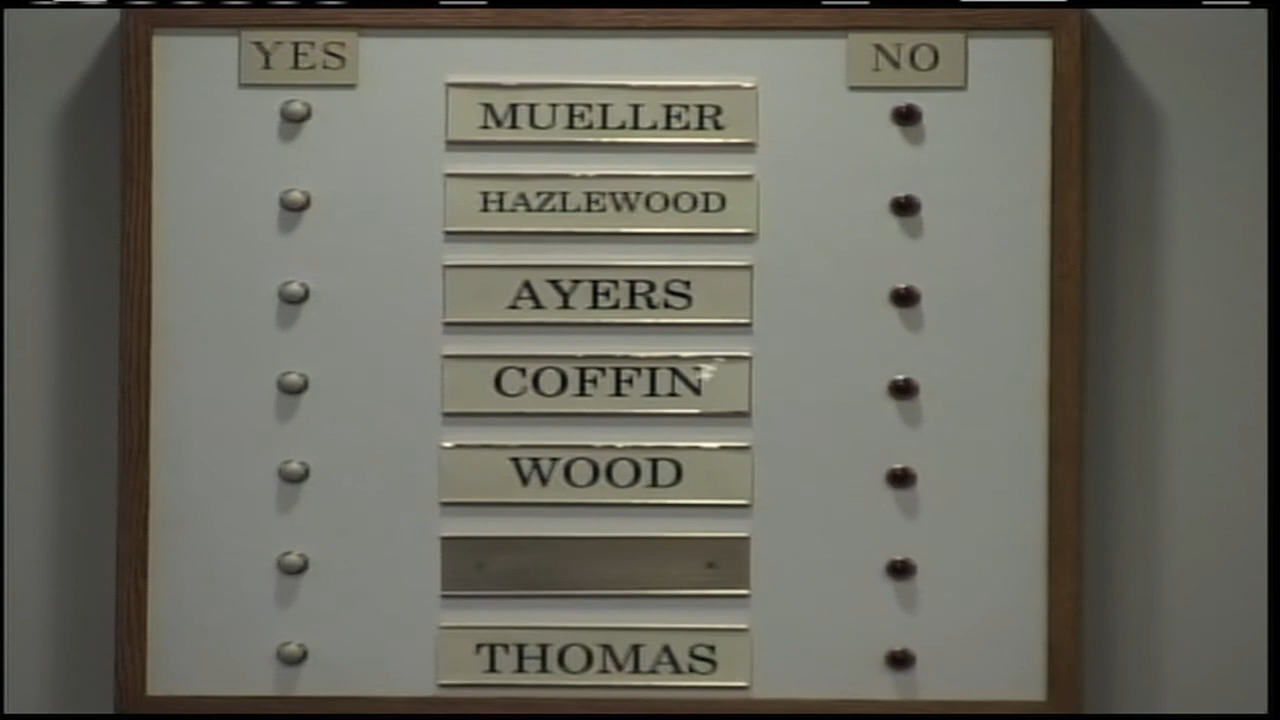 YES
NO
MUELLER
HAZLEWOOD
AYERS
COFFIN
WOOD
THOMAS